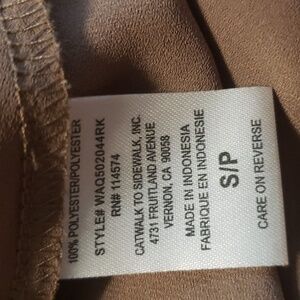 100% POLYESTER/POLYESTER
STYLE# WAQ502044RK
RN# 114574
CATWALK TO SIDEWALK, INC.
4731 FRUITLAND AVENUE
VERNON, CA 90058
MADE IN INDONESIA
FABRIQUE EN INDONESIE
S/P
CARE ON REVERSE